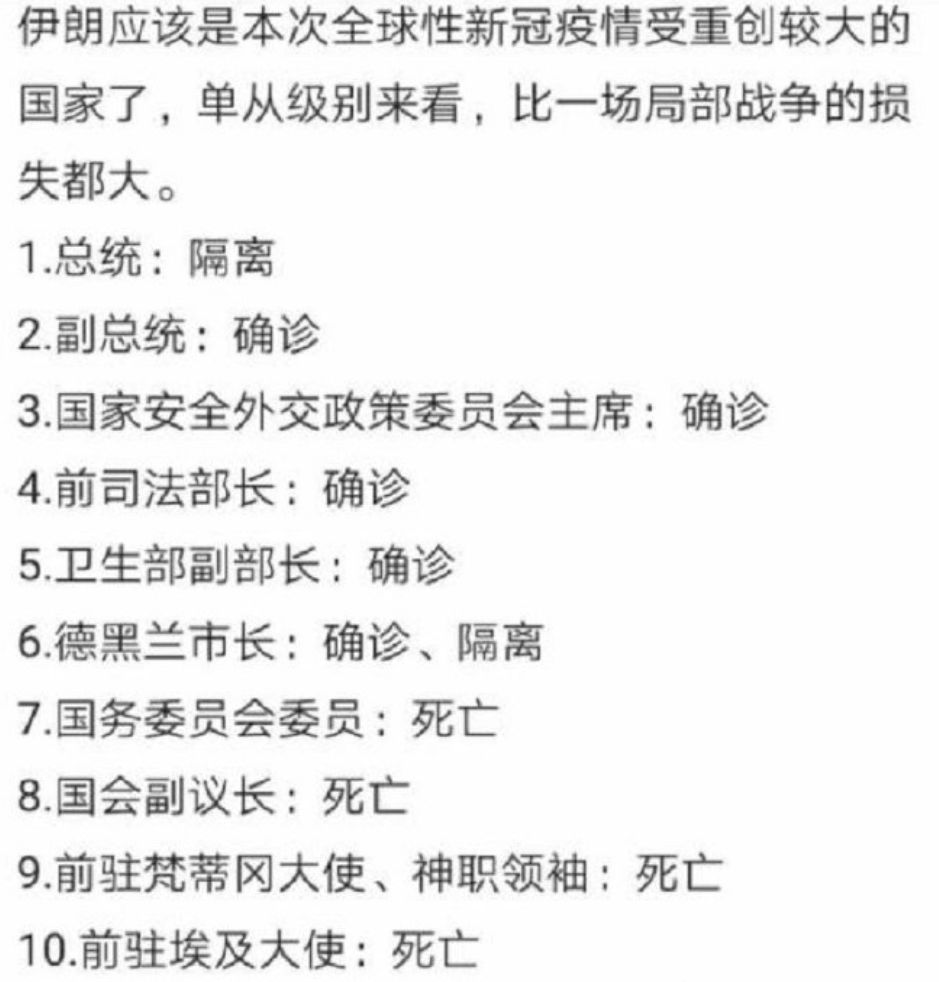 伊朗应该是本次全球性新冠疫情受重创较大的
国家了，单从级别来看，比一场局部战争的损
失都大。
1.总统：隔离
2.副总统：确诊
3.国家安全外交政策委员会主席：确诊
4.前司法部长：确诊
5.卫生部副部长：确诊
6.德黑兰市长：确诊、隔离
7.国务委员会委员：死亡
8.国会副议长：死亡
9.前驻梵蒂冈大使、神职领袖：死亡
10.前驻埃及大使：死亡